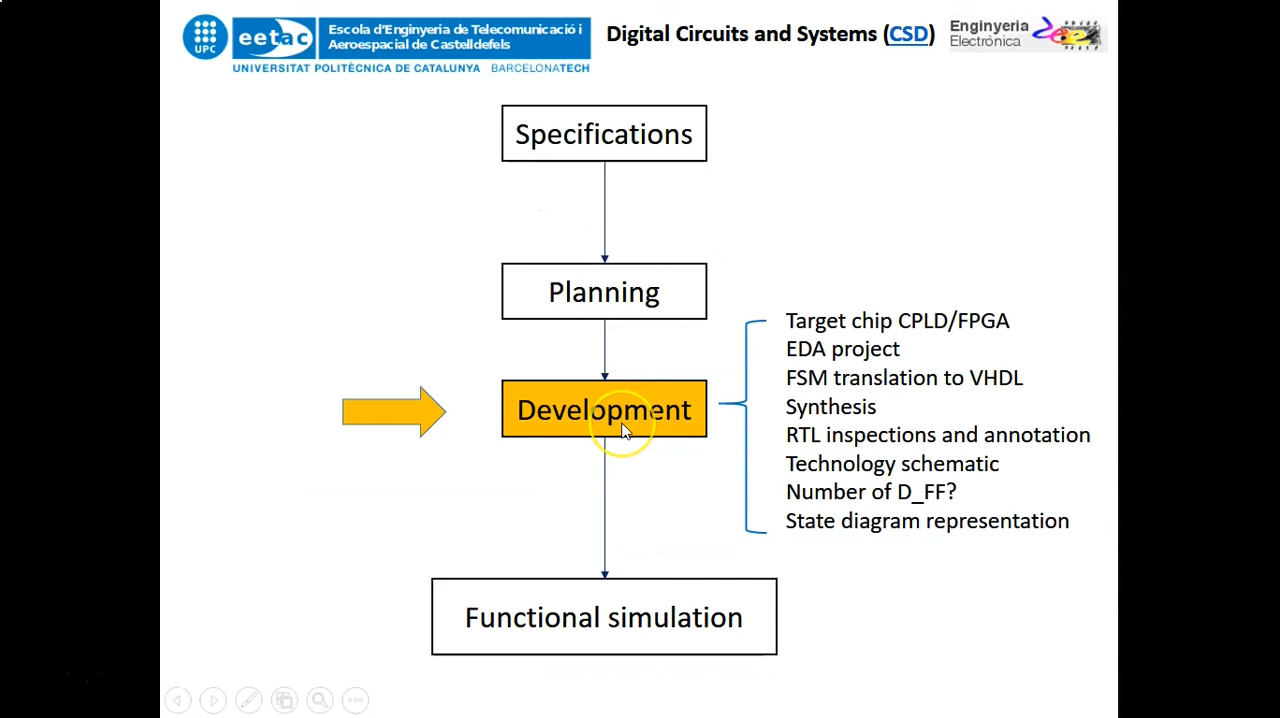 UPC
eetac
Escola d'Enginyeria de Telecomunicació i
Aeroespacial de Castelldefels
UNIVERSITAT POLITÈCNICA DE CATALUNYA BARCELONATECH
Digital Circuits and Systems (CSD)
Enginyeria
Electrònica
Specifications
Planning
Development
Target chip CPLD/FPGA
EDA project
FSM translation to VHDL
Synthesis
RTL inspections and annotation
Technology schematic
Number of D_FF?
State diagram representation
Functional simulation